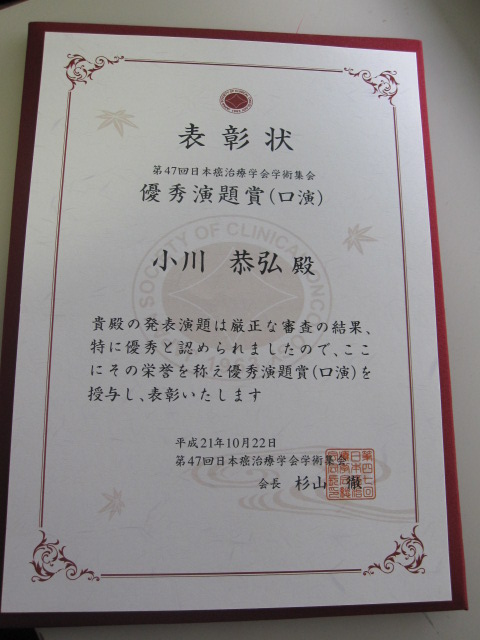 表彰状
第47回日本癌治療学会学術集会
優秀演題賞(口演)
小川 恭弘 殿
貴殿の発表演題は厳正な審査の結果、
特に優秀と認められましたので、ここ
にその栄誉を称え優秀演題賞(口演)を
授与し、表彰いたします
平成21年10月22日
第47回日本癌治療学会学術集会
会長 杉山 徹
SOCIETY OF CLINICAL ONCO